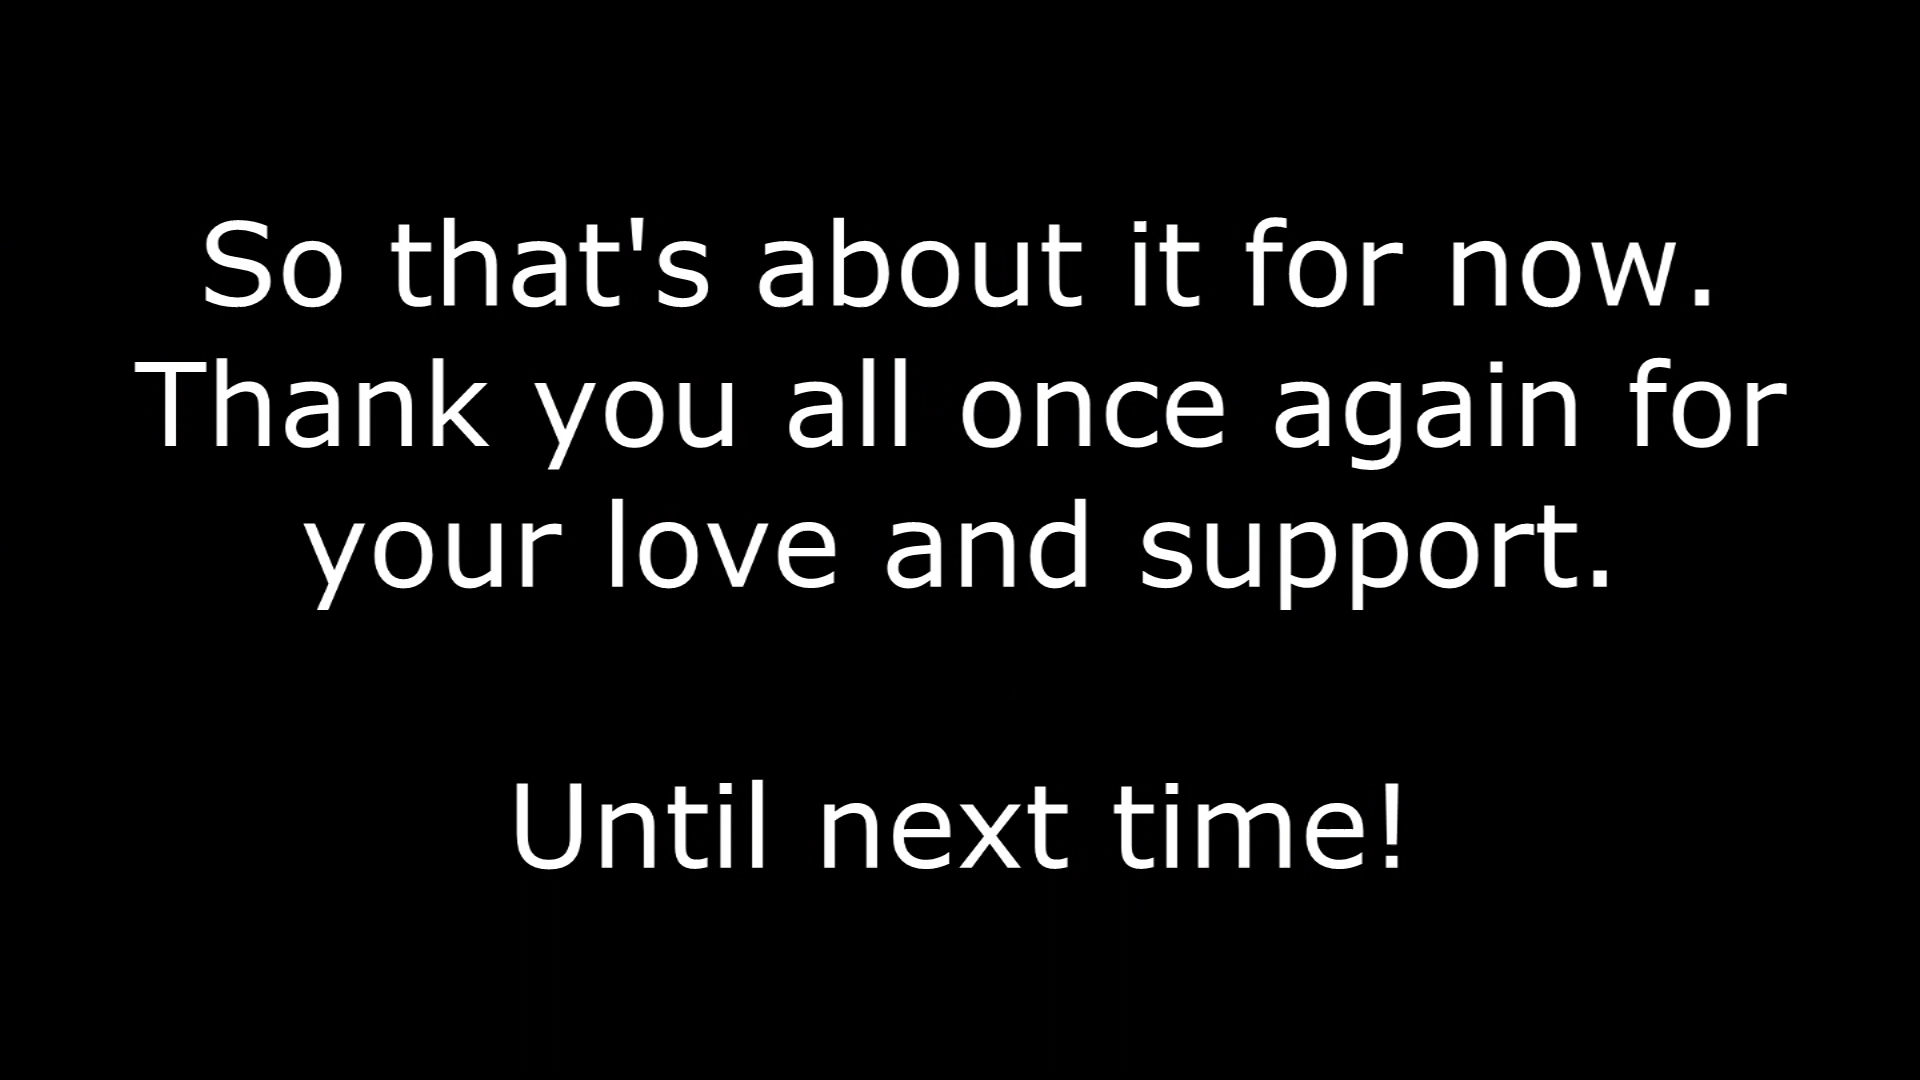 So that's about it for now.
Thank you all once again for
your love and support.
Until next time!